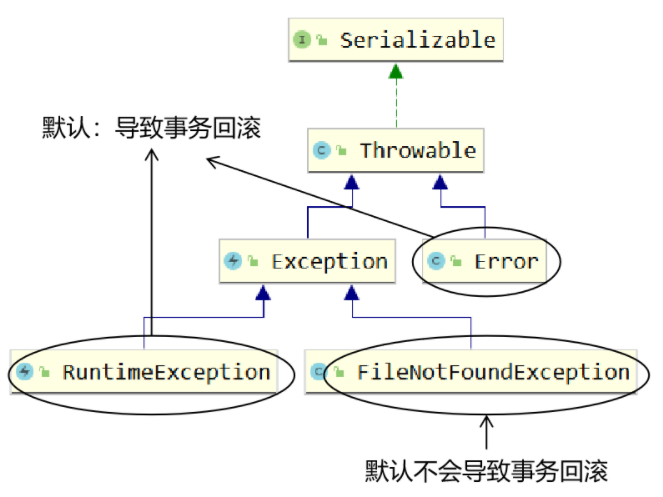 Serializable
默认：导致事务回滚
Throwable
Exception
Error
RuntimeException
FileNotFoundException
默认不会导致事务回滚